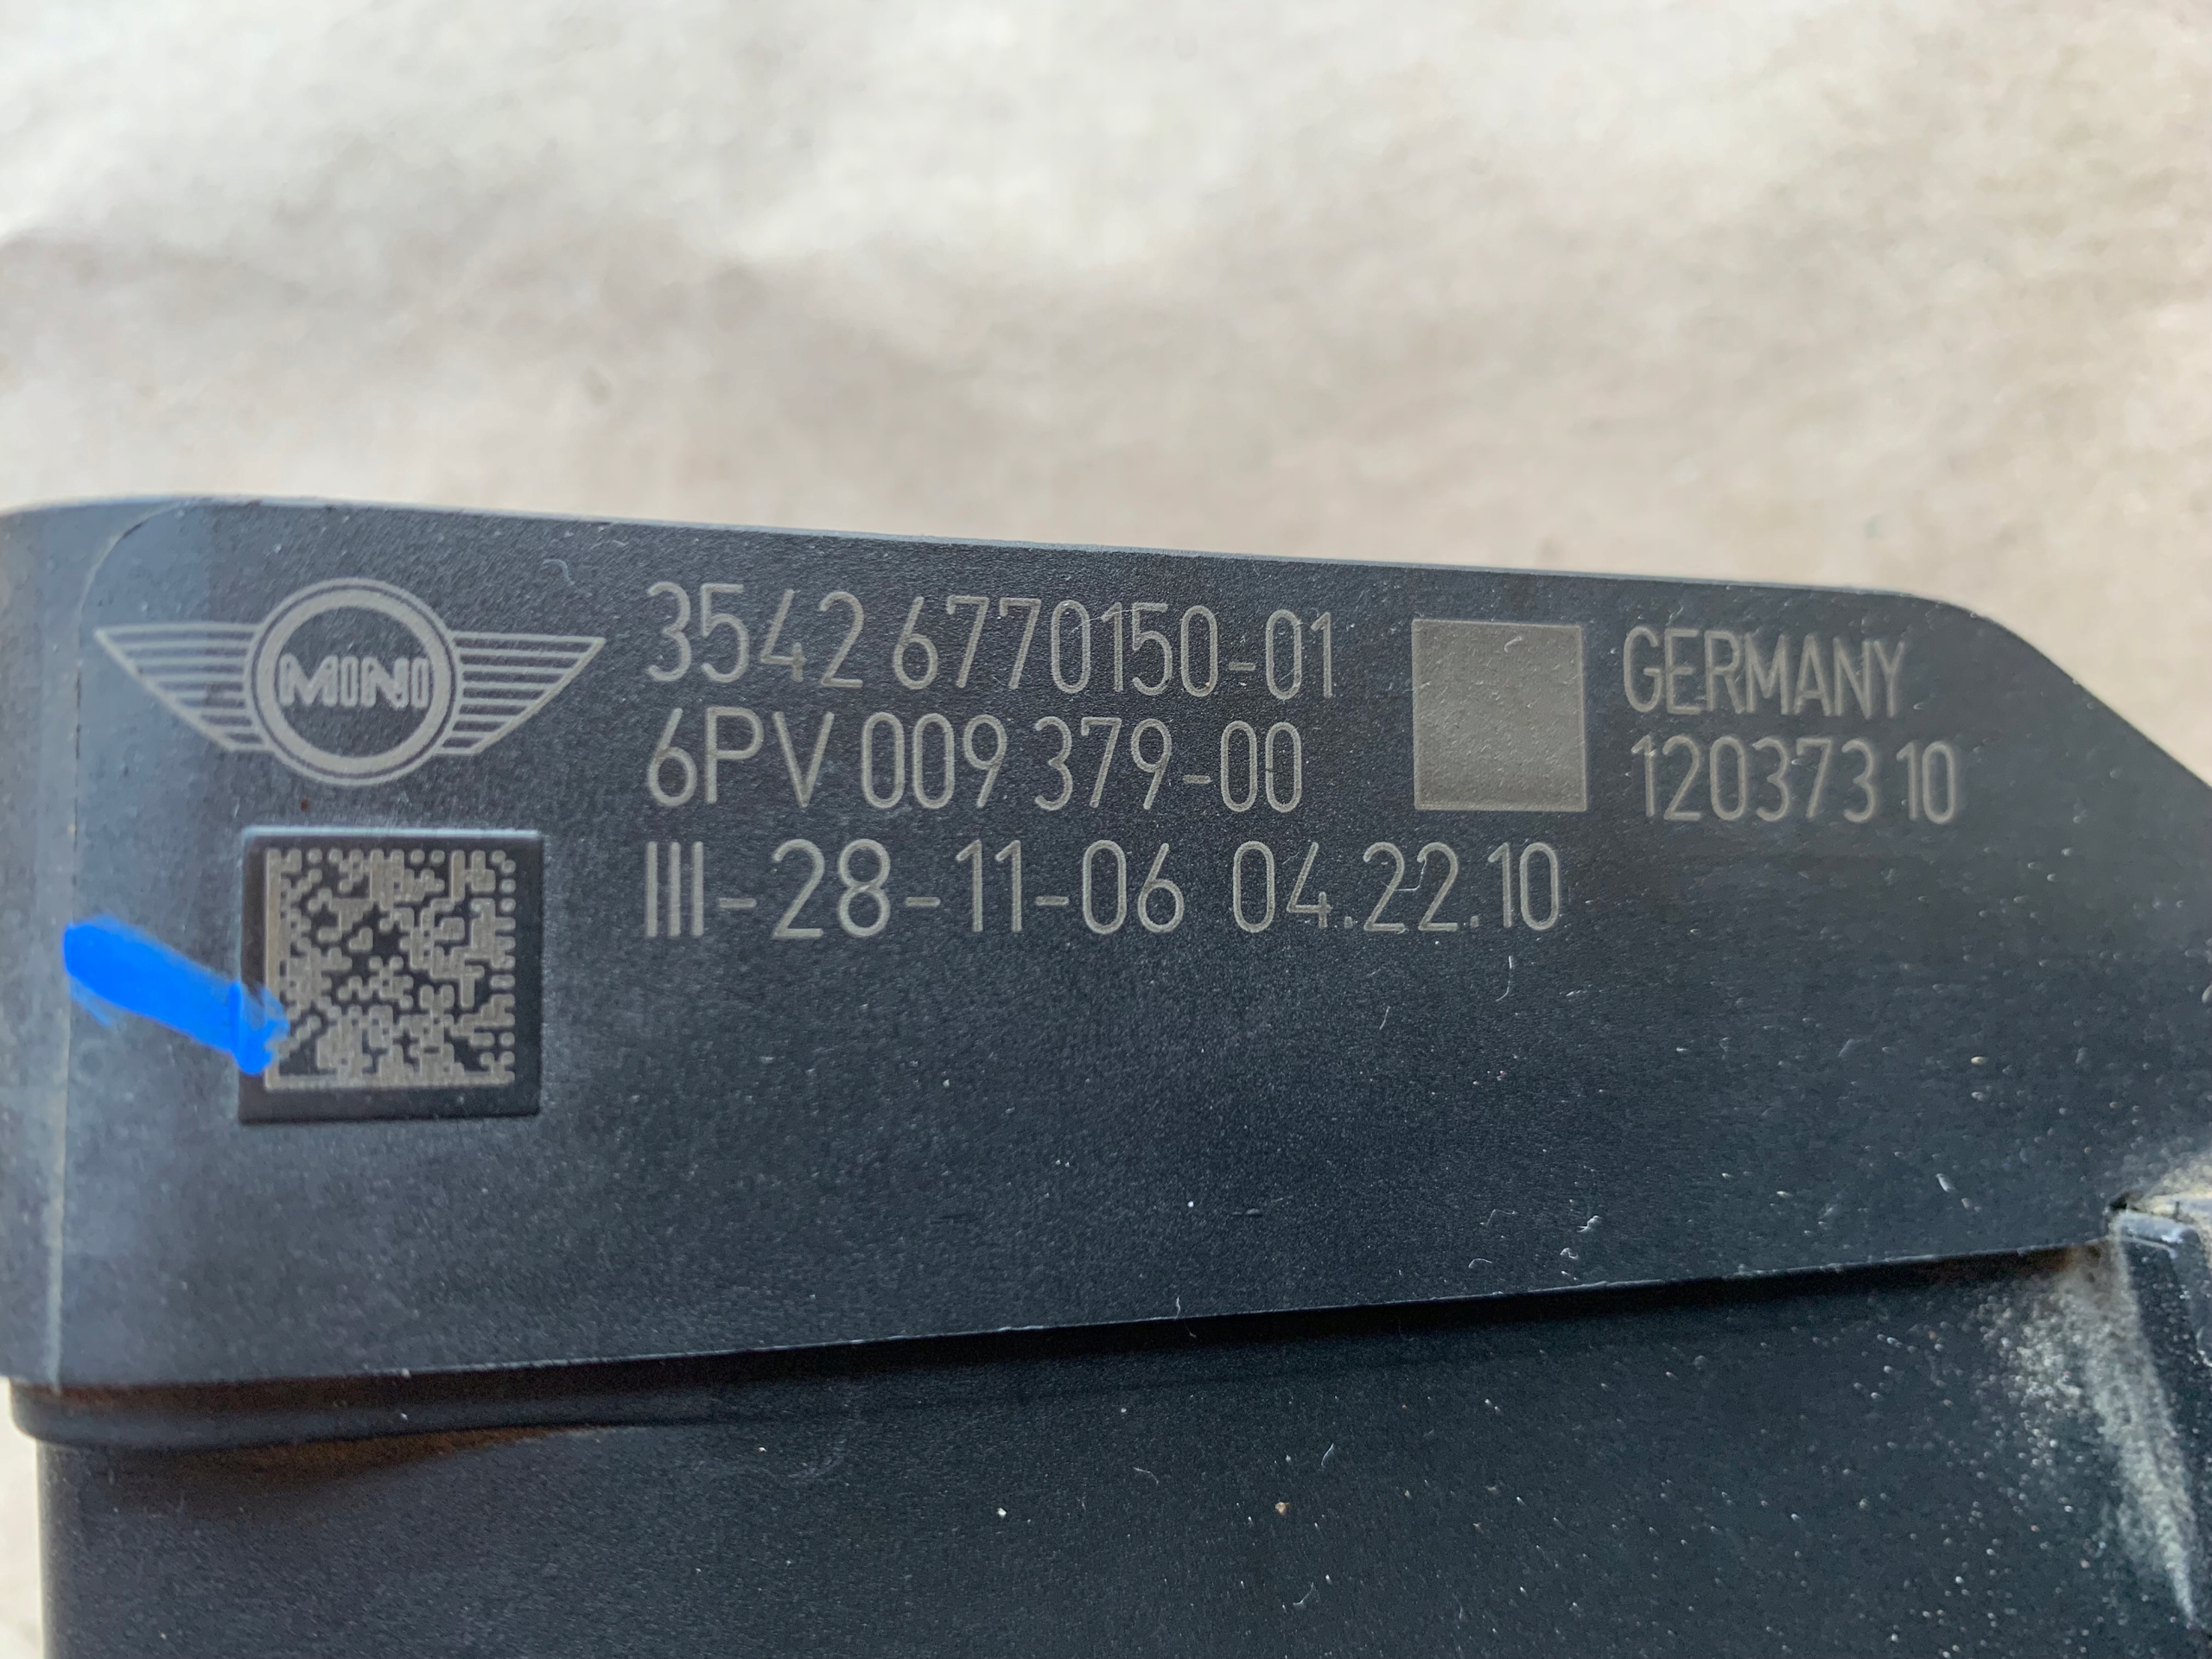 MINI
3542 6770150-01
6PV 009 379-00
III-28-11-06 04.22.10
GERMANY
12037310